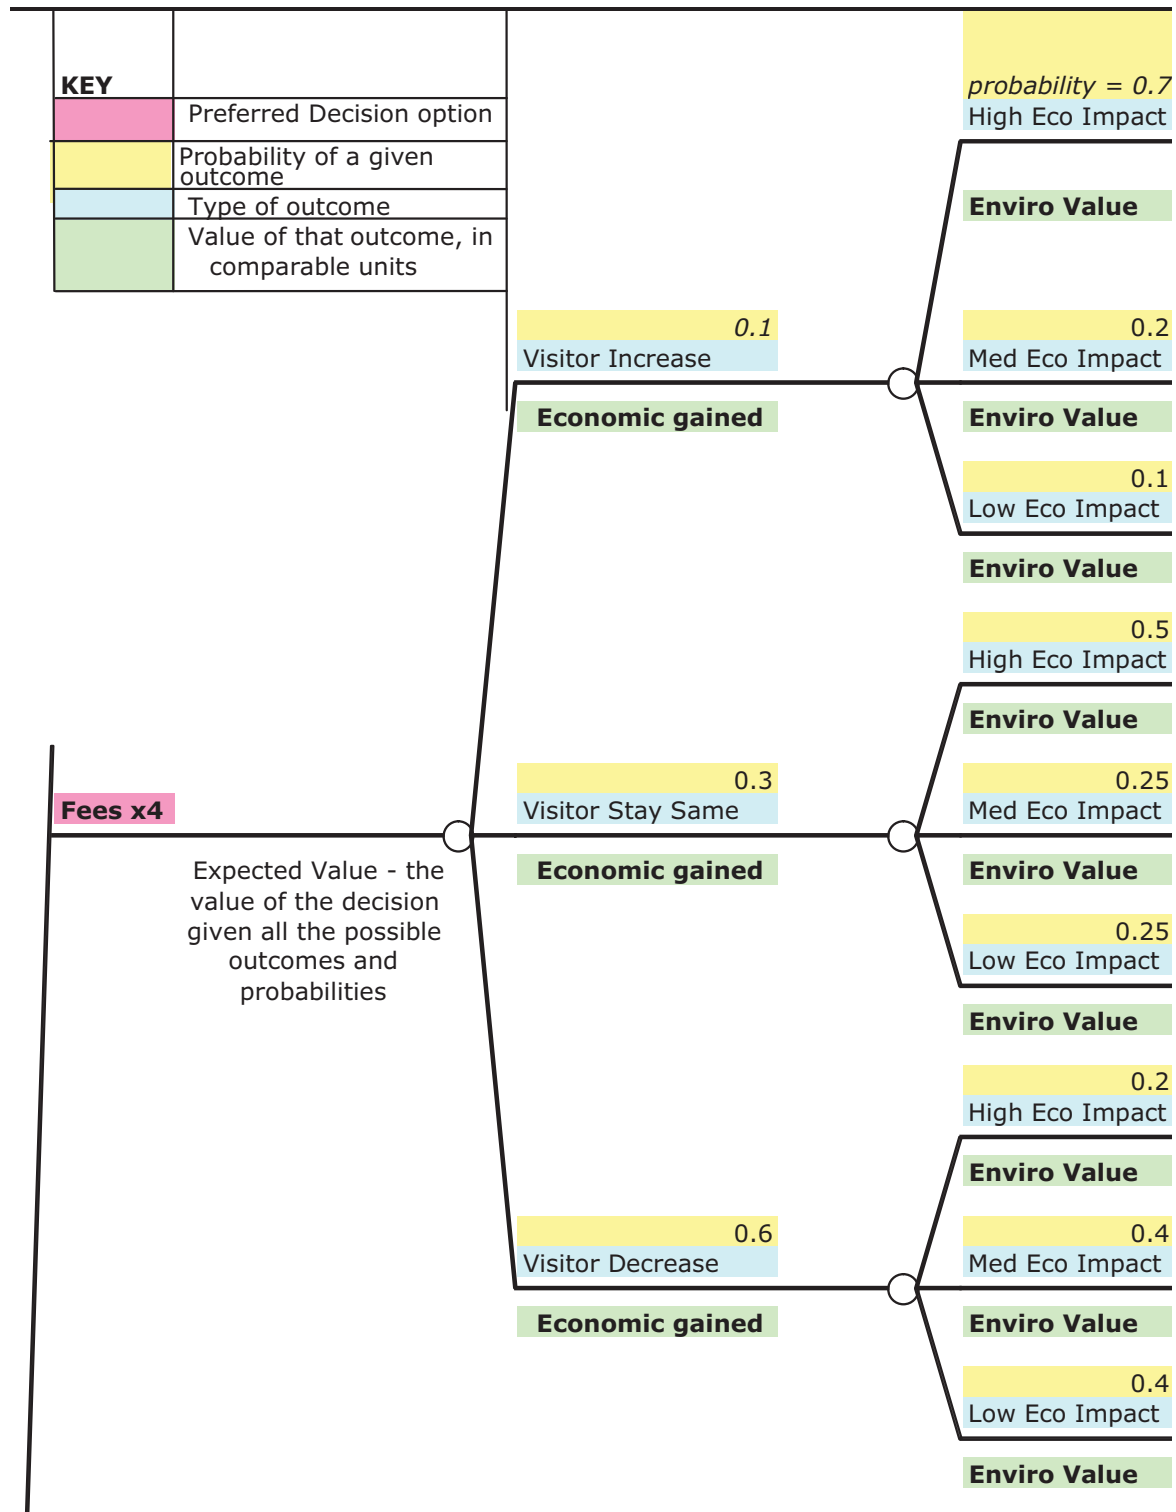 KEY
Preferred Decision option
Probability of a given
outcome
Type of outcome
Value of that outcome, in
comparable units
probability = 0.7
High Eco Impact
Enviro Value
0.1
Visitor Increase
Economic gained
0.2
Med Eco Impact
Enviro Value
0.1
Low Eco Impact
Enviro Value
0.5
High Eco Impact
Enviro Value
Fees x4
Expected Value - the
value of the decision
given all the possible
outcomes and
probabilities
0.3
Visitor Stay Same
Economic gained
0.25
Med Eco Impact
Enviro Value
0.25
Low Eco Impact
Enviro Value
0.2
High Eco Impact
Enviro Value
0.6
Visitor Decrease
Economic gained
0.4
Med Eco Impact
Enviro Value
0.4
Low Eco Impact
Enviro Value